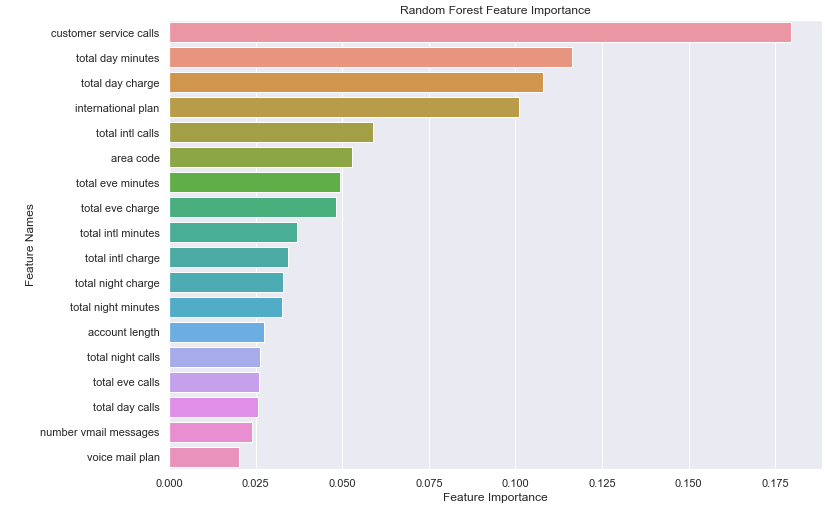 Random Forest Feature Importance
customer service calls
total day minutes
total day charge
international plan
total intl calls
area code
total eve minutes
total eve charge
total intl minutes
total intl charge
total night charge
total night minutes
account length
total night calls
total eve calls
total day calls
number vmail messages
voice mail plan
Feature Names
0.000 0.025 0.050 0.075 0.100 0.125 0.150 0.175
Feature Importance